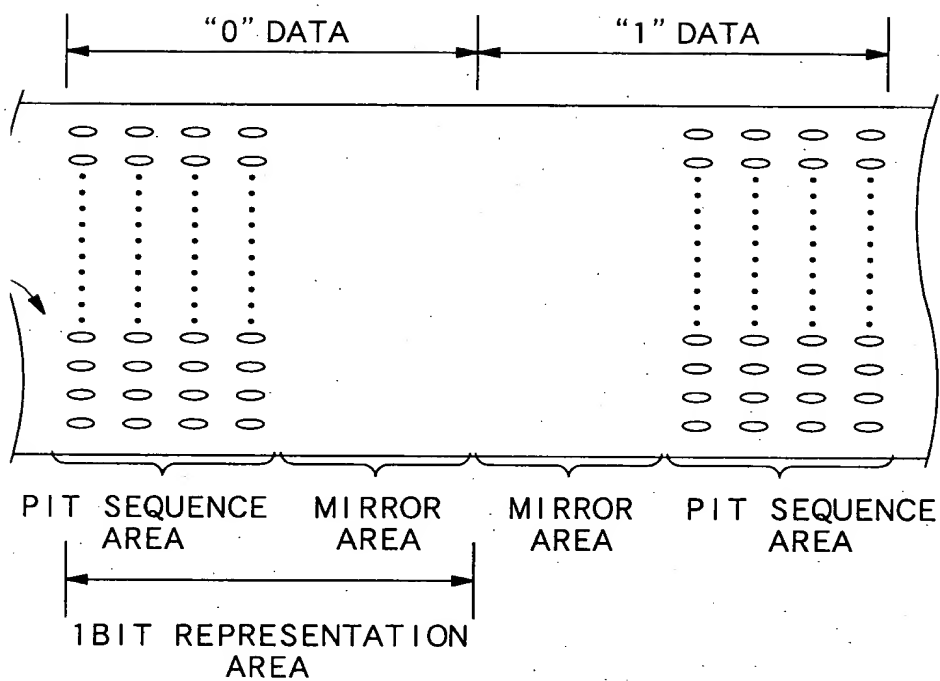 “0” DATA
“1” DATA
PIT SEQUENCE
AREA
MIRROR
AREA
MIRROR
AREA
PIT SEQUENCE
AREA
1BIT REPRESENTATION
AREA